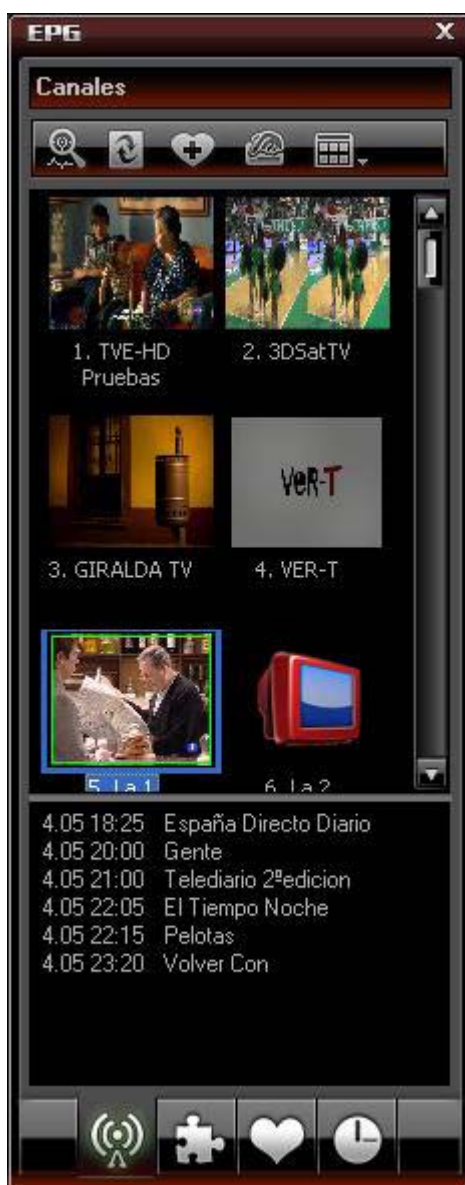 EPG
X
Canales
1. TVE-HD
Pruebas
2. 3DSatTV
VeR-T
3. GIRALDA TV
4. VER-T
5. La 1
6. La 2
4.05 18:25 España Directo Diario
4.05 20:00 Gente
4.05 21:00 Telediario 2ªedicion
4.05 22:05 El Tiempo Noche
4.05 22:15 Pelotas
4.05 23:20 Volver Con